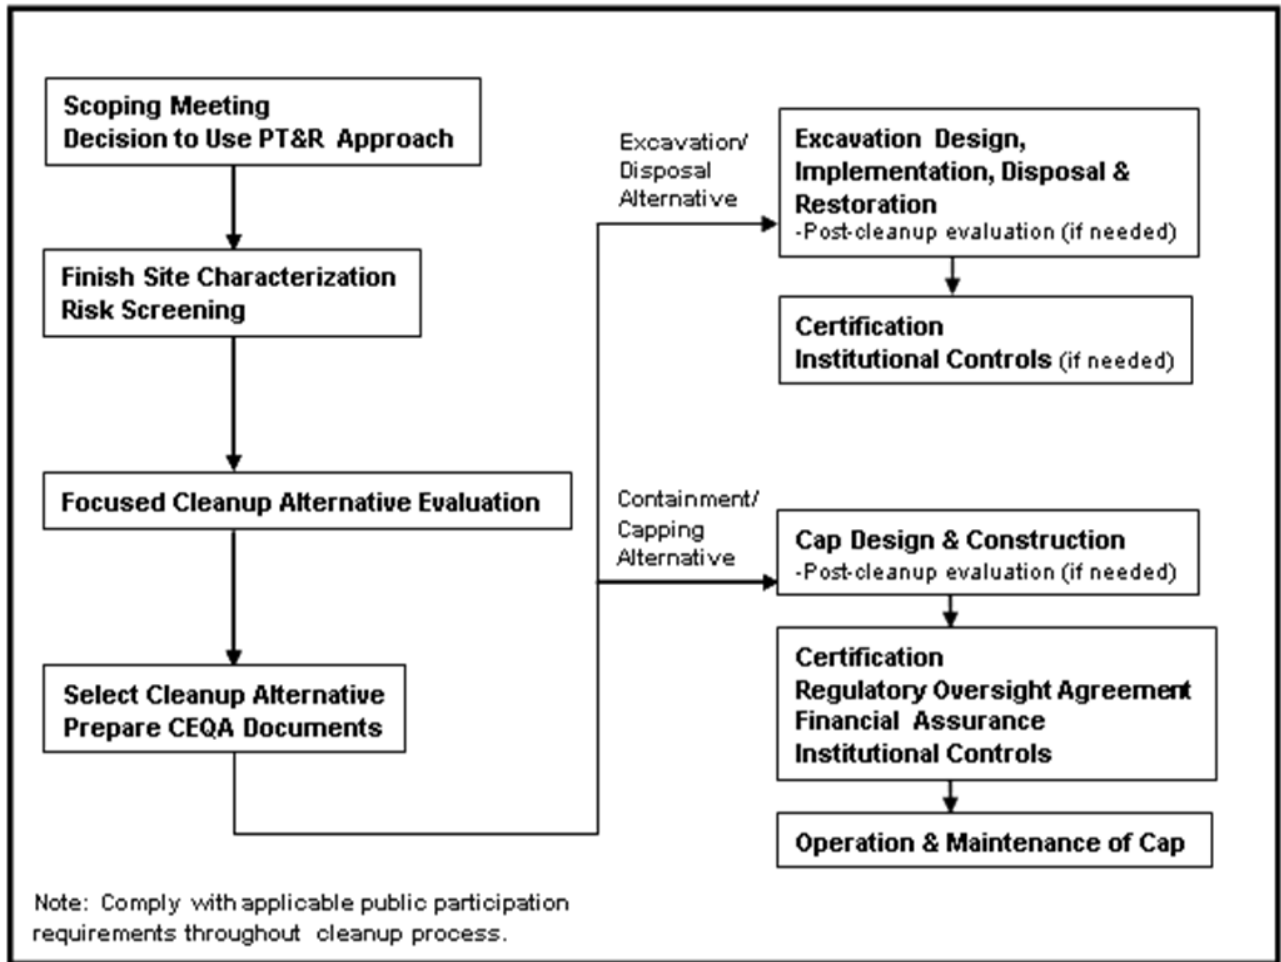 Scoping Meeting
Decision to Use PT&R Approach
Finish Site Characterization
Risk Screening
Focused Cleanup Alternative Evaluation
Select Cleanup Alternative
Prepare CEQA Documents
Excavation/
Disposal
Alternative
Excavation Design,
Implementation, Disposal &
Restoration
-Post-cleanup evaluation (if needed)
Certification
Institutional Controls (if needed)
Containment/
Capping
Alternative
Cap Design & Construction
-Post-cleanup evaluation (if needed)
Certification
Regulatory Oversight Agreement
Financial Assurance
Institutional Controls
Operation & Maintenance of Cap
Note: Comply with applicable public participation
requirements throughout cleanup process.